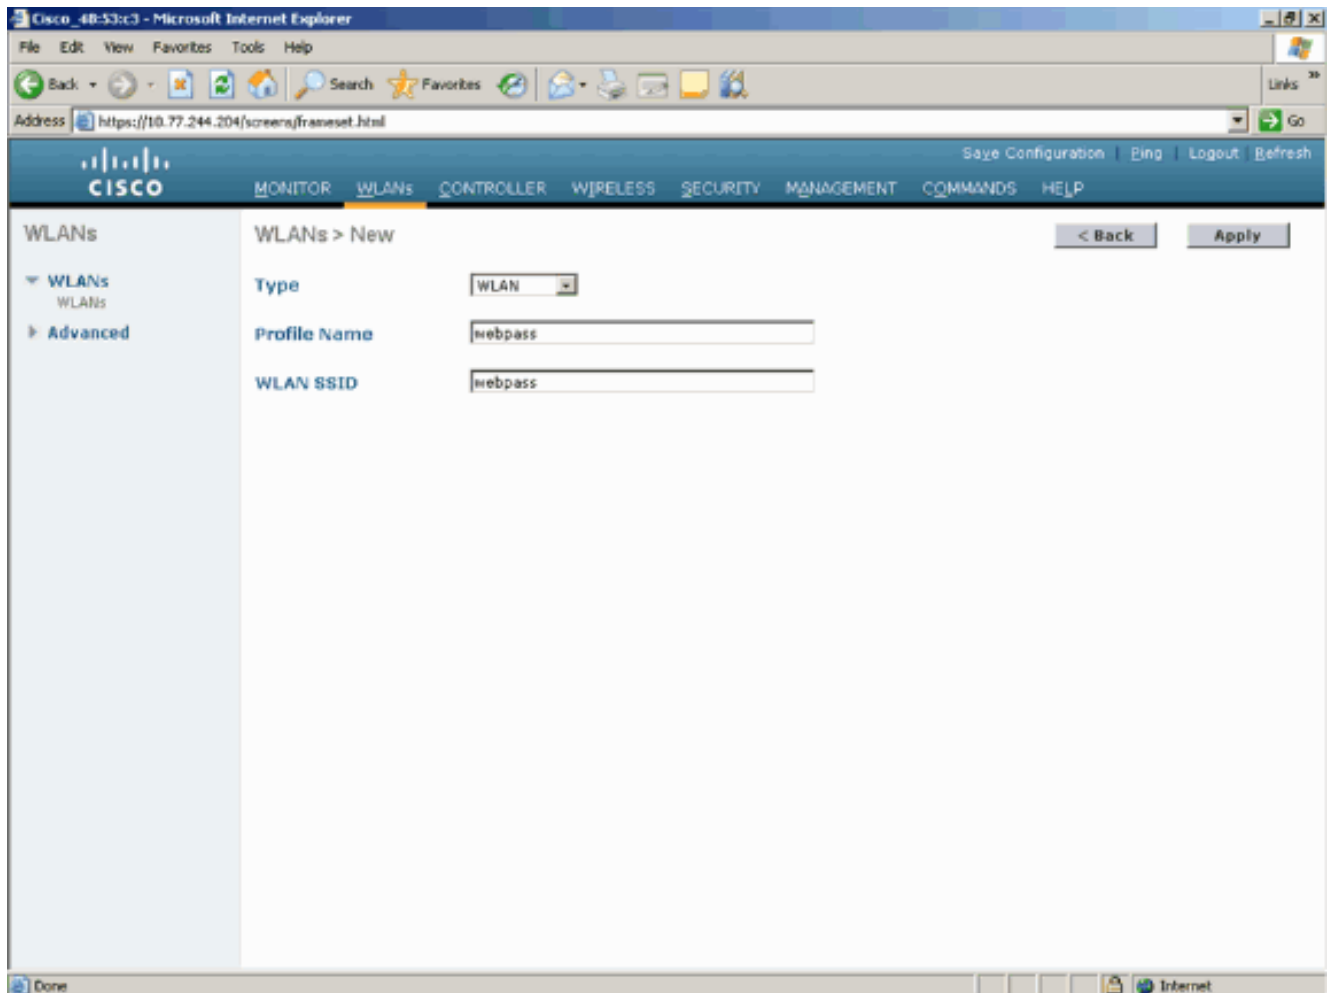 Cisco_48:53:c3 - Microsoft Internet Explorer
File Edit View Favorites Tools Help
Back Search Favorites Links »
Address https://10.77.244.204/screens/frameset.html Go
Save Configuration | Ping | Logout | Refresh
CISCO MONITOR WLANs CONTROLLER WIRELESS SECURITY MANAGEMENT COMMANDS HELP
WLANs WLANs > New < Back Apply
WLANs Type WLAN
WLANs
Advanced Profile Name webpass
WLAN SSID webpass
Done Internet